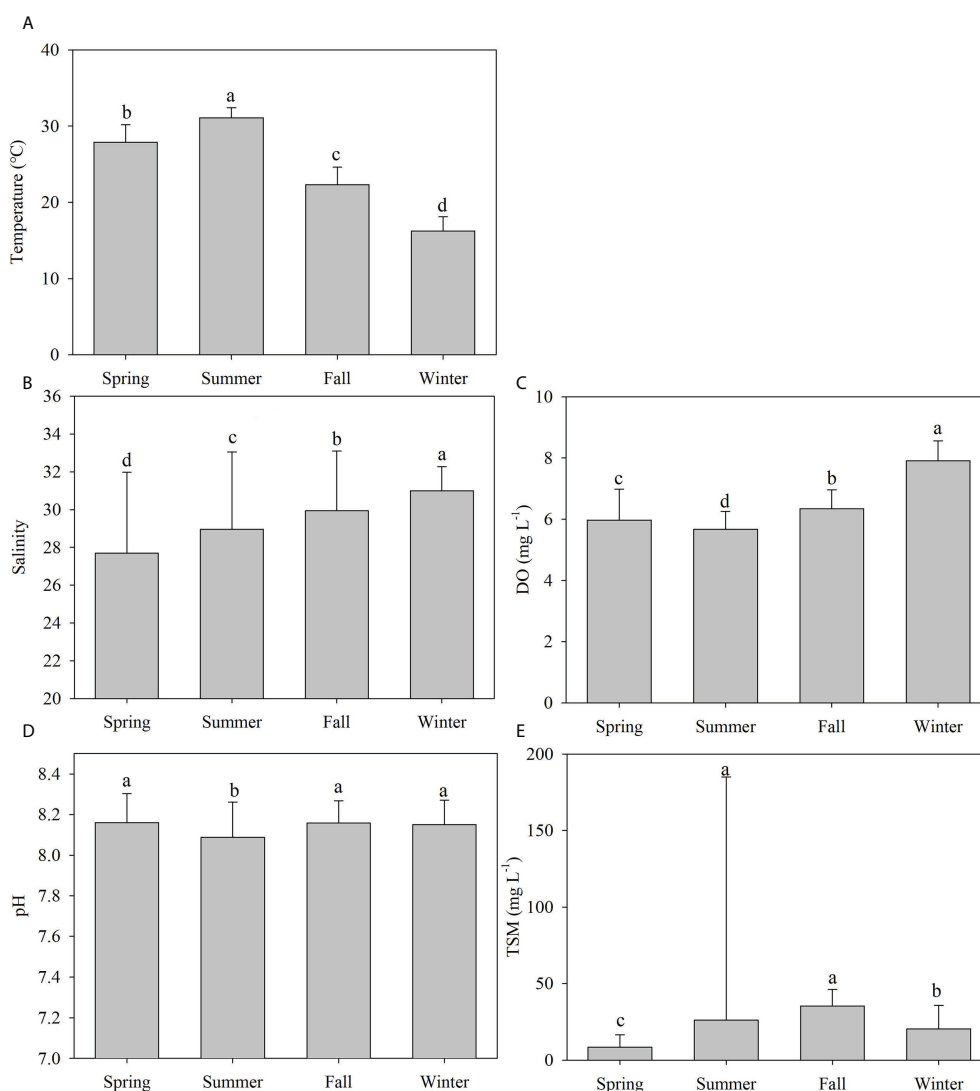 A
Temperature (°C)
40
30
20
10
0
b
a
c
d
Spring Summer Fall Winter
B
Salinity
36
34
32
30
28
26
24
22
20
d
c
b
a
Spring Summer Fall Winter
C
DO (mg L⁻¹)
10
8
6
4
2
0
c
d
b
a
Spring Summer Fall Winter
D
pH
8.4
8.2
8.0
7.8
7.6
7.4
7.2
7.0
a
b
a
a
Spring Summer Fall Winter
E
TSM (mg L⁻¹)
200
150
100
50
0
c
a
a
b
Spring Summer Fall Winter